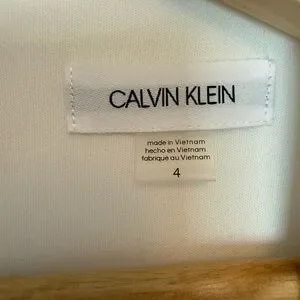 CALVIN KLEIN
made in Vietnam
hecho en Vietnam
fabriqué au Vietnam
4